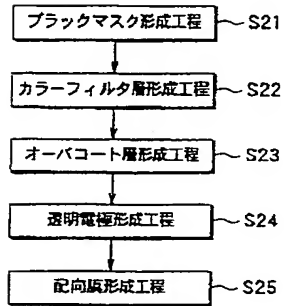 ブラックマスク形成工程 S21
カラーフィルタ層形成工程 S22
オーバコート層形成工程 S23
透明電極形成工程 S24
配向膜形成工程 S25